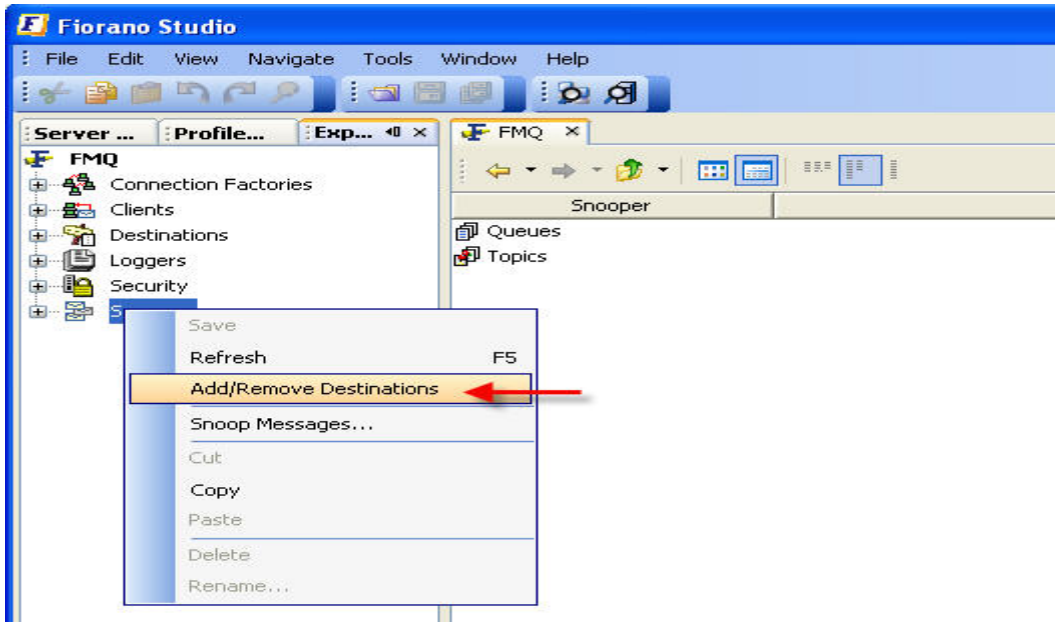 Fiorano Studio
File Edit View Navigate Tools Window Help
Server ... Profile... Exp... FMQ
FMQ
Connection Factories
Clients
Destinations
Loggers
Security
S
Snooper
Queues
Topics
Save
Refresh F5
Add/Remove Destinations
Snoop Messages...
Cut
Copy
Paste
Delete
Rename...